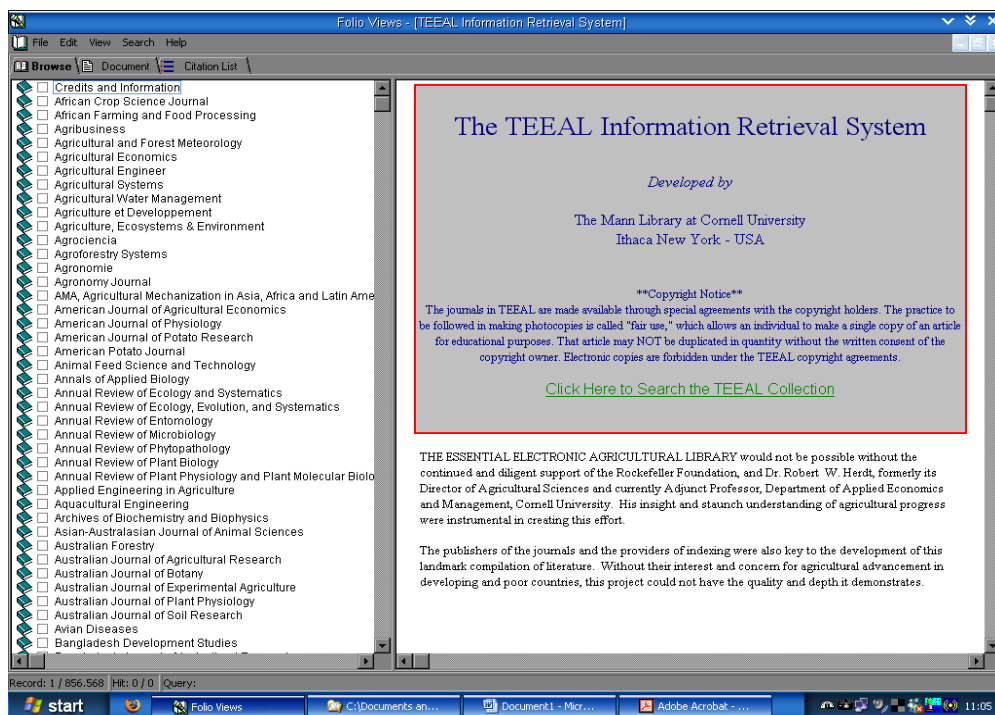 Folio Views - [TEEAL Information Retrieval System]
File Edit View Search Help
Browse Document Citation List
Credits and Information
African Crop Science Journal
African Farming and Food Processing
Agribusiness
Agricultural and Forest Meteorology
Agricultural Economics
Agricultural Engineer
Agricultural Systems
Agricultural Water Management
Agriculture et Developpement
Agriculture, Ecosystems & Environment
Agrociencia
Agroforestry Systems
Agronomie
Agronomy Journal
AMA, Agricultural Mechanization in Asia, Africa and Latin Ame
American Journal of Agricultural Economics
American Journal of Physiology
American Journal of Potato Research
American Potato Journal
Animal Feed Science and Technology
Annals of Applied Biology
Annual Review of Ecology and Systematics
Annual Review of Ecology, Evolution, and Systematics
Annual Review of Entomology
Annual Review of Microbiology
Annual Review of Phytopathology
Annual Review of Plant Biology
Annual Review of Plant Physiology and Plant Molecular Biolo
Applied Engineering in Agriculture
Aquacultural Engineering
Archives of Biochemistry and Biophysics
Asian-Australasian Journal of Animal Sciences
Australian Forestry
Australian Journal of Agricultural Research
Australian Journal of Botany
Australian Journal of Experimental Agriculture
Australian Journal of Plant Physiology
Australian Journal of Soil Research
Avian Diseases
Bangladesh Development Studies
The TEEAL Information Retrieval System
Developed by
The Mann Library at Cornell University
Ithaca New York - USA
**Copyright Notice**
The journals in TEEAL are made available through special agreements with the copyright holders. The practice to
be followed in making photocopies is called "fair use," which allows an individual to make a single copy of an article
for educational purposes. That article may NOT be duplicated in quantity without the written consent of the
copyright owner. Electronic copies are forbidden under the TEEAL copyright agreements.
Click Here to Search the TEEAL Collection
THE ESSENTIAL ELECTRONIC AGRICULTURAL LIBRARY would not be possible without the
continued and diligent support of the Rockefeller Foundation, and Dr. Robert W. Herdt, formerly its
Director of Agricultural Sciences and currently Adjunct Professor, Department of Applied Economics
and Management, Cornell University. His insight and staunch understanding of agricultural progress
were instrumental in creating this effort.
The publishers of the journals and the providers of indexing were also key to the development of this
landmark compilation of literature. Without their interest and concern for agricultural advancement in
developing and poor countries, this project could not have the quality and depth it demonstrates.
Record: 1 / 856.568 Hit: 0 / 0 Query:
start Folio Views C:\Documents an... Document1 - Micr... Adobe Acrobat - ... 11:05